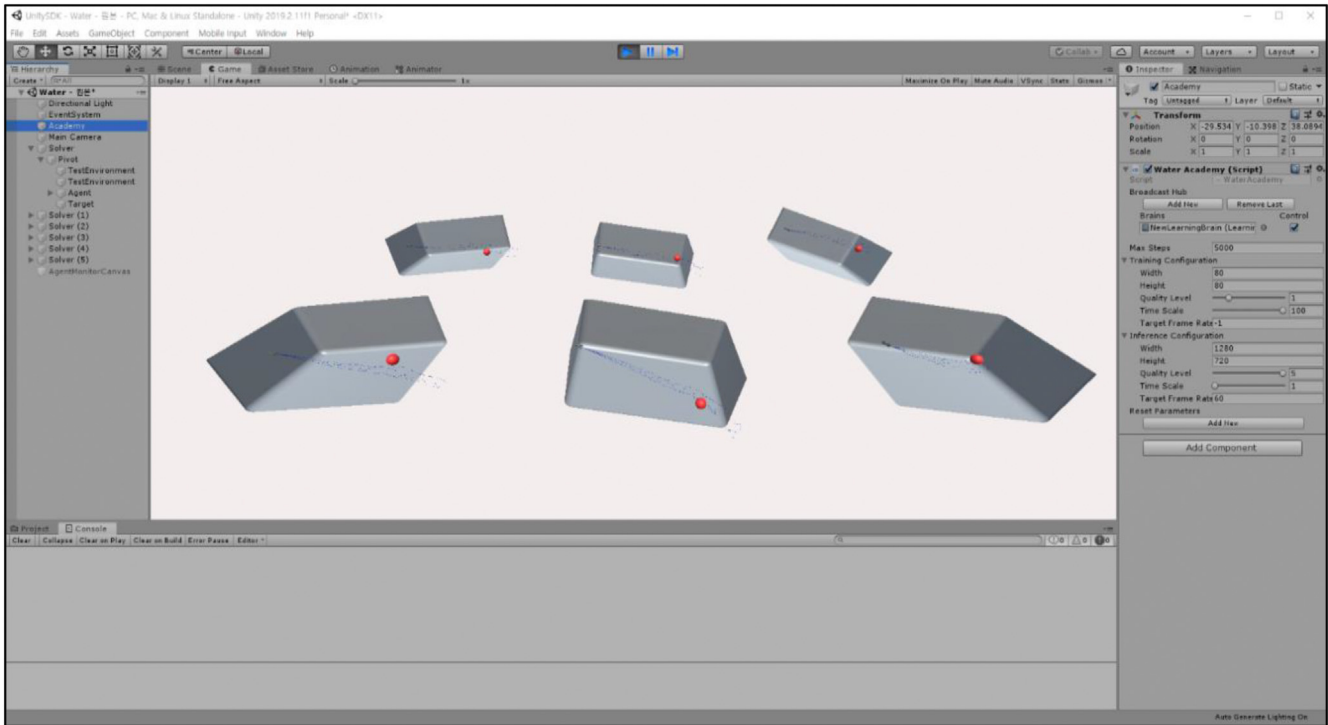 UnitySDK - Water - 원본 - PC, Mac & Linux Standalone - Unity 2019.2.11f1 Personal* <DX11>
File Edit Assets GameObject Component Mobile Input Window Help
Center Local Collab Account Layers Layout
Hierarchy
Create All
Water - 원본*
Directional Light
EventSystem
Academy
Main Camera
Solver
Pivot
TestEnvironment
TestEnvironment
Agent
Target
Solver (1)
Solver (2)
Solver (3)
Solver (4)
Solver (5)
AgentMonitorCanvas
Scene Game Asset Store Animation Animator
Display 1 Free Aspect Scale 1x Maximize On Play Mute Audio VSync Stats Gizmos
Inspector Navigation
Academy Static
Tag Untagged Layer Default
Transform
Position X -29.534 Y -10.398 Z 38.0894
Rotation X 0 Y 0 Z 0
Scale X 1 Y 1 Z 1
Water Academy (Script)
Script WaterAcademy
Broadcast Hub
Add New Remove Last
Brains Control
NewLearningBrain (Learnin
Max Steps 5000
Training Configuration
Width 80
Height 80
Quality Level 1
Time Scale 100
Target Frame Rate -1
Inference Configuration
Width 1280
Height 720
Quality Level 5
Time Scale 1
Target Frame Rate 60
Reset Parameters
Add New
Add Component
Project Console
Clear Collapse Clear on Play Clear on Build Error Pause Editor 0 0 0
Auto Generate Lighting On